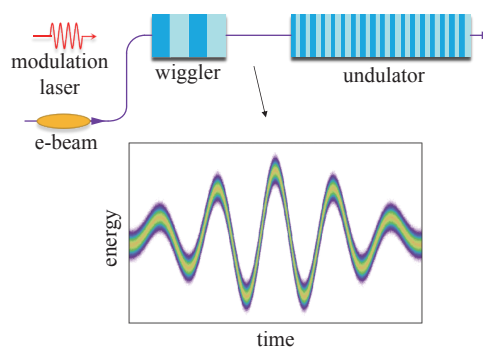 modulation
laser
wiggler
undulator
e-beam
energy
time